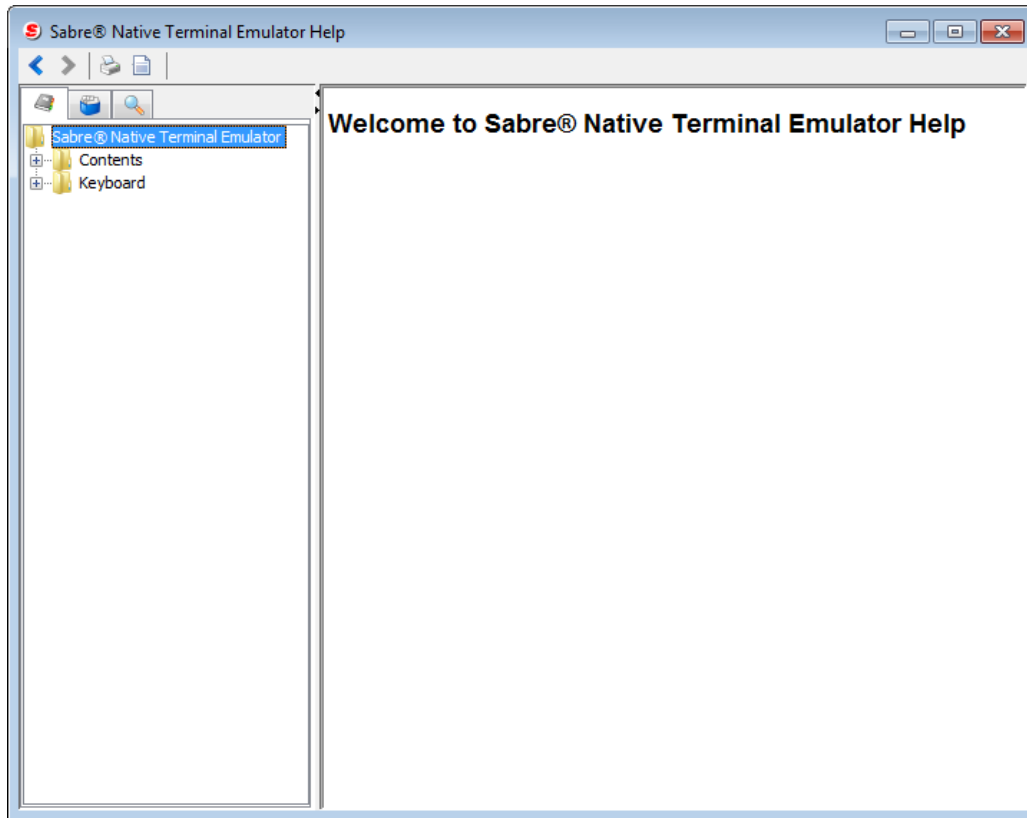 Sabre® Native Terminal Emulator Help
Sabre® Native Terminal Emulator
Contents
Keyboard
Welcome to Sabre® Native Terminal Emulator Help